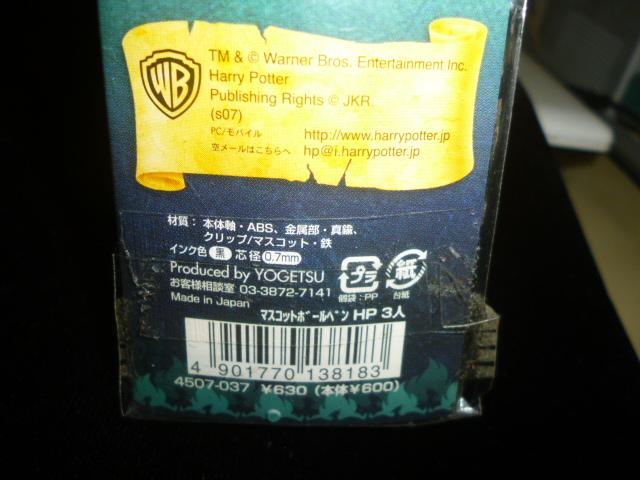 WB
TM & © Warner Bros. Entertainment Inc.
Harry Potter
Publishing Rights © JKR.
(s07)
PC/モバイル http://www.harrypotter.jp
空メールはこちらへ hp@i.harrypotter.jp
材質：本体軸・ABS、金属部・真鍮、
クリップ/マスコット・鉄
インク色 黒 芯径 0.7mm
Produced by YOGETSU
お客様相談室 03-3872-7141
Made in Japan
プラ
個袋：PP
紙
台紙
マスコットボールペン HP 3人
4 901770 138183
4507-037 ¥630 (本体¥600)